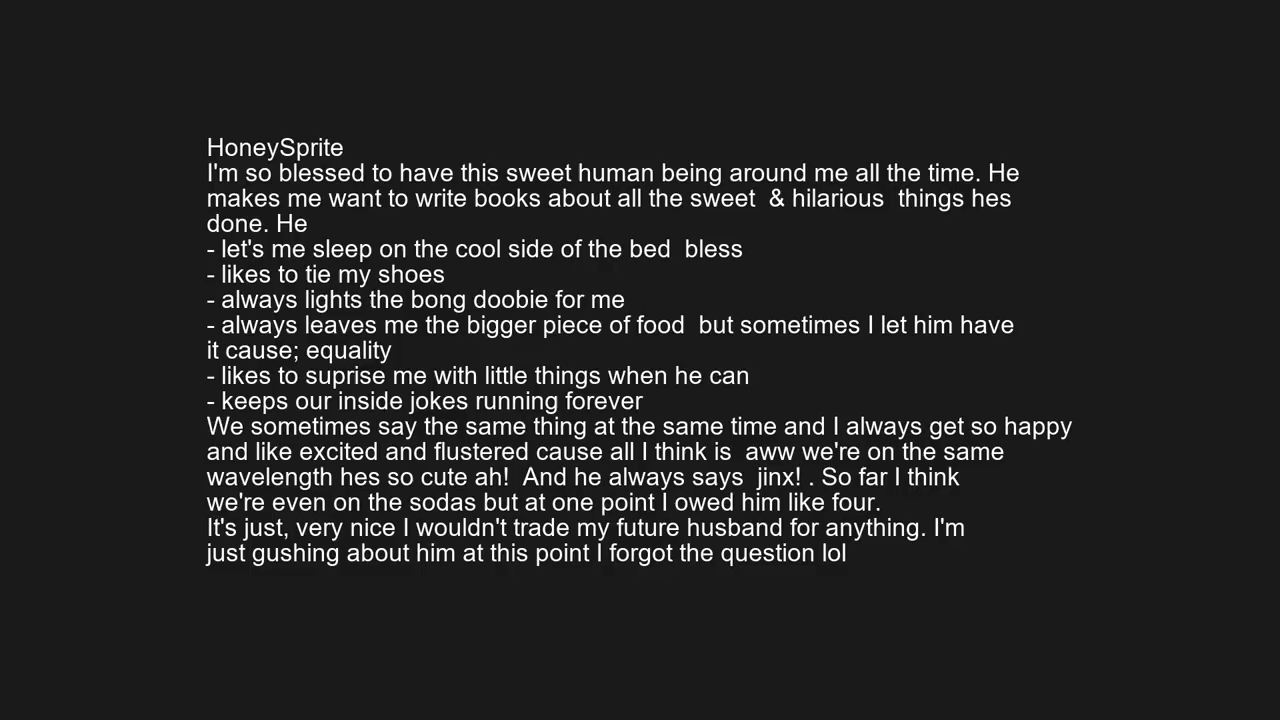 HoneySprite
I'm so blessed to have this sweet human being around me all the time. He
makes me want to write books about all the sweet  & hilarious  things hes
done. He
- let's me sleep on the cool side of the bed  bless
- likes to tie my shoes
- always lights the bong doobie for me
- always leaves me the bigger piece of food  but sometimes I let him have
it cause; equality
- likes to suprise me with little things when he can
- keeps our inside jokes running forever
We sometimes say the same thing at the same time and I always get so happy
and like excited and flustered cause all I think is  aww we're on the same
wavelength hes so cute ah!  And he always says  jinx! . So far I think
we're even on the sodas but at one point I owed him like four.
It's just, very nice I wouldn't trade my future husband for anything. I'm
just gushing about him at this point I forgot the question lol